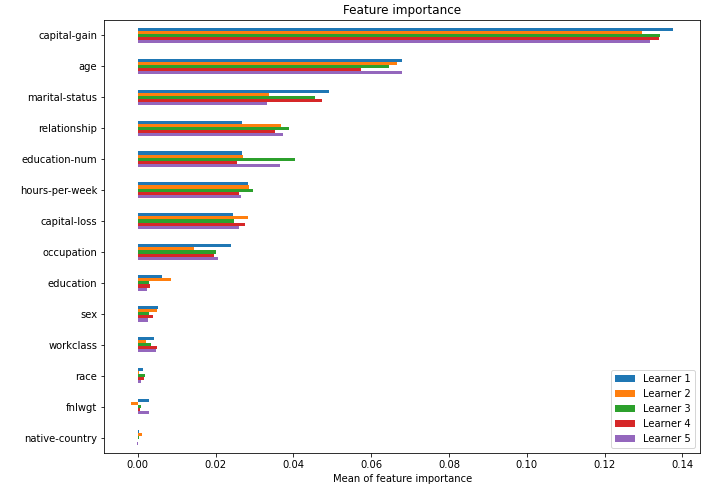 Feature importance
capital-gain
age
marital-status
relationship
education-num
hours-per-week
capital-loss
occupation
education
sex
workclass
race
fnlwgt
native-country
Learner 1
Learner 2
Learner 3
Learner 4
Learner 5
0.00 0.02 0.04 0.06 0.08 0.10 0.12 0.14
Mean of feature importance